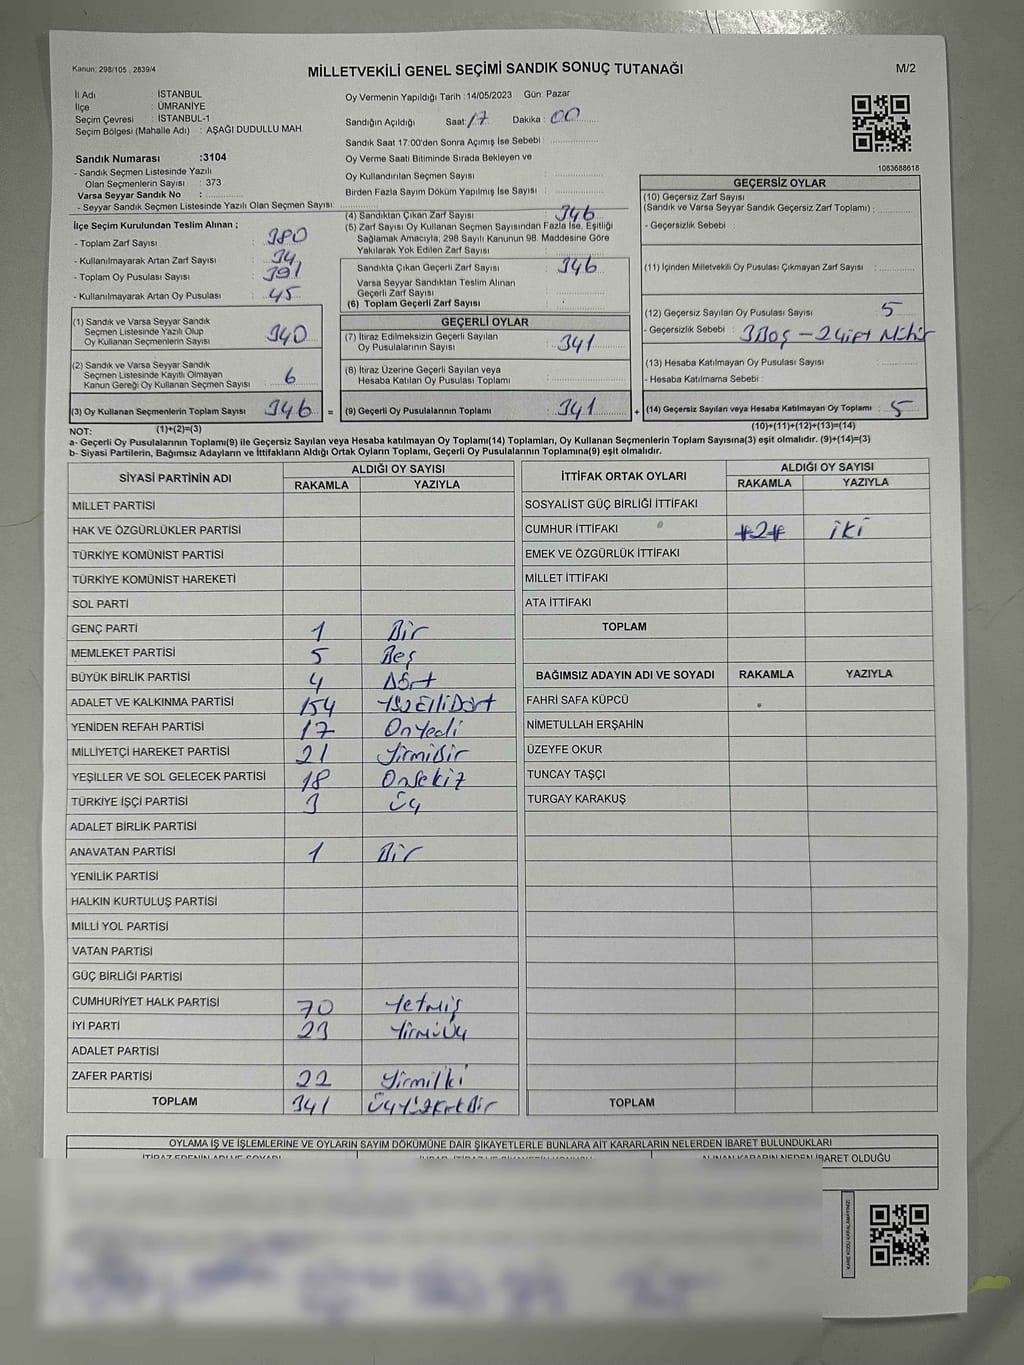 Kanun: 298/105 , 2839/4
MİLLETVEKİLİ GENEL SEÇİMİ SANDIK SONUÇ TUTANAĞI
M/2
İl Adı : İSTANBUL
İlçe : ÜMRANİYE
Seçim Çevresi : İSTANBUL-1
Seçim Bölgesi (Mahalle Adı) : AŞAĞI DUDULLU MAH.
Sandık Numarası :3104
- Sandık Seçmen Listesinde Yazılı
Olan Seçmenlerin Sayısı : 373
Varsa Seyyar Sandık No :
- Seyyar Sandık Seçmen Listesinde Yazılı Olan Seçmen Sayısı:
Oy Vermenin Yapıldığı Tarih :14/05/2023 Gün: Pazar
Sandığın Açıldığı Saat: 17 Dakika : 00
Sandık Saat 17:00'den Sonra Açımış İse Sebebi :
Oy Verme Saati Bitiminde Sırada Bekleyen ve
Oy Kullandırılan Seçmen Sayısı :
Birden Fazla Sayım Döküm Yapılmış İse Sayısı :
1083688618
İlçe Seçim Kurulundan Teslim Alınan ;
- Toplam Zarf Sayısı : 380
- Kullanılmayarak Artan Zarf Sayısı : 34
- Toplam Oy Pusulası Sayısı : 391
- Kullanılmayarak Artan Oy Pusulası : 45
(1) Sandık ve Varsa Seyyar Sandık
Seçmen Listesinde Yazılı Olup
Oy Kullanan Seçmenlerin Sayısı : 340
(2) Sandık ve Varsa Seyyar Sandık
Seçmen Listesinde Kayıtlı Olmayan
Kanun Gereği Oy Kullanan Seçmen Sayısı : 6
(3) Oy Kullanan Seçmenlerin Toplam Sayısı : 346 =
(4) Sandıktan Çıkan Zarf Sayısı : 346
(5) Zarf Sayısı Oy Kullanan Seçmen Sayısından Fazla İse, Eşitliği
Sağlamak Amacıyla, 298 Sayılı Kanunun 98. Maddesine Göre
Yakılarak Yok Edilen Zarf Sayısı :
Sandıkta Çıkan Geçerli Zarf Sayısı : 346
Varsa Seyyar Sandıktan Teslim Alınan
Geçerli Zarf Sayısı :
(6) Toplam Geçerli Zarf Sayısı :
GEÇERLİ OYLAR
(7) İtiraz Edilmeksizin Geçerli Sayılan
Oy Pusulalarının Sayısı : 341
(8) İtiraz Üzerine Geçerli Sayılan veya
Hesaba Katılan Oy Pusulası Toplamı :
(9) Geçerli Oy Pusulalarının Toplamı : 341 +
GEÇERSİZ OYLAR
(10) Geçersiz Zarf Sayısı
(Sandık ve Varsa Seyyar Sandık Geçersiz Zarf Toplamı) :
- Geçersizlik Sebebi :
(11) İçinden Milletvekili Oy Pusulası Çıkmayan Zarf Sayısı :
(12) Geçersiz Sayılan Oy Pusulası Sayısı : 5
- Geçersizlik Sebebi : 3 Boş - 2 Çift Mühür
(13) Hesaba Katılmayan Oy Pusulası Sayısı :
- Hesaba Katılmama Sebebi :
(14) Geçersiz Sayılan veya Hesaba Katılmayan Oy Toplamı : 5
NOT: (1)+(2)=(3) (10)+(11)+(12)+(13)=(14)
a- Geçerli Oy Pusulalarının Toplamı(9) ile Geçersiz Sayılan veya Hesaba katılmayan Oy Toplamı(14) Toplamları, Oy Kullanan Seçmenlerin Toplam Sayısına(3) eşit olmalıdır. (9)+(14)=(3)
b- Siyasi Partilerin, Bağımsız Adayların ve İttifakların Aldığı Ortak Oyların Toplamı, Geçerli Oy Pusulalarının Toplamına(9) eşit olmalıdır.
SİYASİ PARTİNİN ADI ALDIĞI OY SAYISI
RAKAMLA YAZIYLA
MİLLET PARTİSİ
HAK VE ÖZGÜRLÜKLER PARTİSİ
TÜRKİYE KOMÜNİST PARTİSİ
TÜRKİYE KOMÜNİST HAREKETİ
SOL PARTİ
GENÇ PARTİ 1 Bir
MEMLEKET PARTİSİ 5 Beş
BÜYÜK BİRLİK PARTİSİ 4 Dört
ADALET VE KALKINMA PARTİSİ 154 YüzElliDört
YENİDEN REFAH PARTİSİ 17 OnYedi
MİLLİYETÇİ HAREKET PARTİSİ 21 YirmiBir
YEŞİLLER VE SOL GELECEK PARTİSİ 18 OnSekiz
TÜRKİYE İŞÇİ PARTİSİ 3 Üç
ADALET BİRLİK PARTİSİ
ANAVATAN PARTİSİ 1 Bir
YENİLİK PARTİSİ
HALKIN KURTULUŞ PARTİSİ
MİLLİ YOL PARTİSİ
VATAN PARTİSİ
GÜÇ BİRLİĞİ PARTİSİ
CUMHURİYET HALK PARTİSİ 70 Yetmiş
İYİ PARTİ 23 YirmiÜç
ADALET PARTİSİ
ZAFER PARTİSİ 22 Yirmiİki
TOPLAM 341 ÜçYüzKırkBir
İTTİFAK ORTAK OYLARI ALDIĞI OY SAYISI
RAKAMLA YAZIYLA
SOSYALİST GÜÇ BİRLİĞİ İTTİFAKI
CUMHUR İTTİFAKI #2# iki
EMEK VE ÖZGÜRLÜK İTTİFAKI
MİLLET İTTİFAKI
ATA İTTİFAKI
TOPLAM
BAĞIMSIZ ADAYIN ADI VE SOYADI RAKAMLA YAZIYLA
FAHRİ SAFA KÜPCÜ
NİMETULLAH ERŞAHİN
ÜZEYFE OKUR
TUNCAY TAŞÇI
TURGAY KARAKUŞ
TOPLAM
OYLAMA İŞ VE İŞLEMLERİNE VE OYLARIN SAYIM DÖKÜMÜNE DAİR ŞİKAYETLERLE BUNLARA AİT KARARLARIN NELERDEN İBARET BULUNDUKLARI
ALINAN KARARIN NEDEN İBARET OLDUĞU